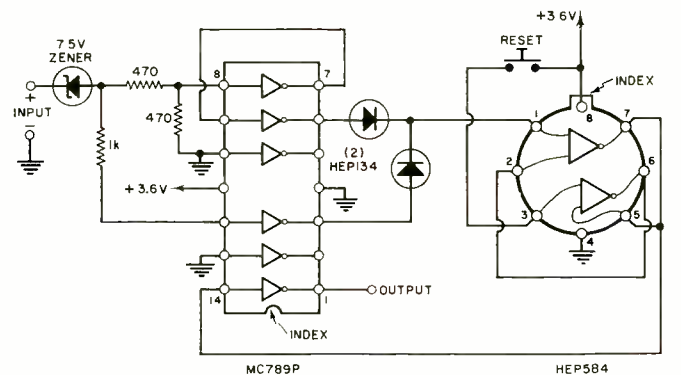 +3.6V
RESET
7.5V
ZENER
470
8
7
INDEX
+
INPUT
−
470
1k
(2)
HEP134
1
8
7
2
6
+3.6V
3
5
4
14
1
OUTPUT
INDEX
MC789P
HEP584